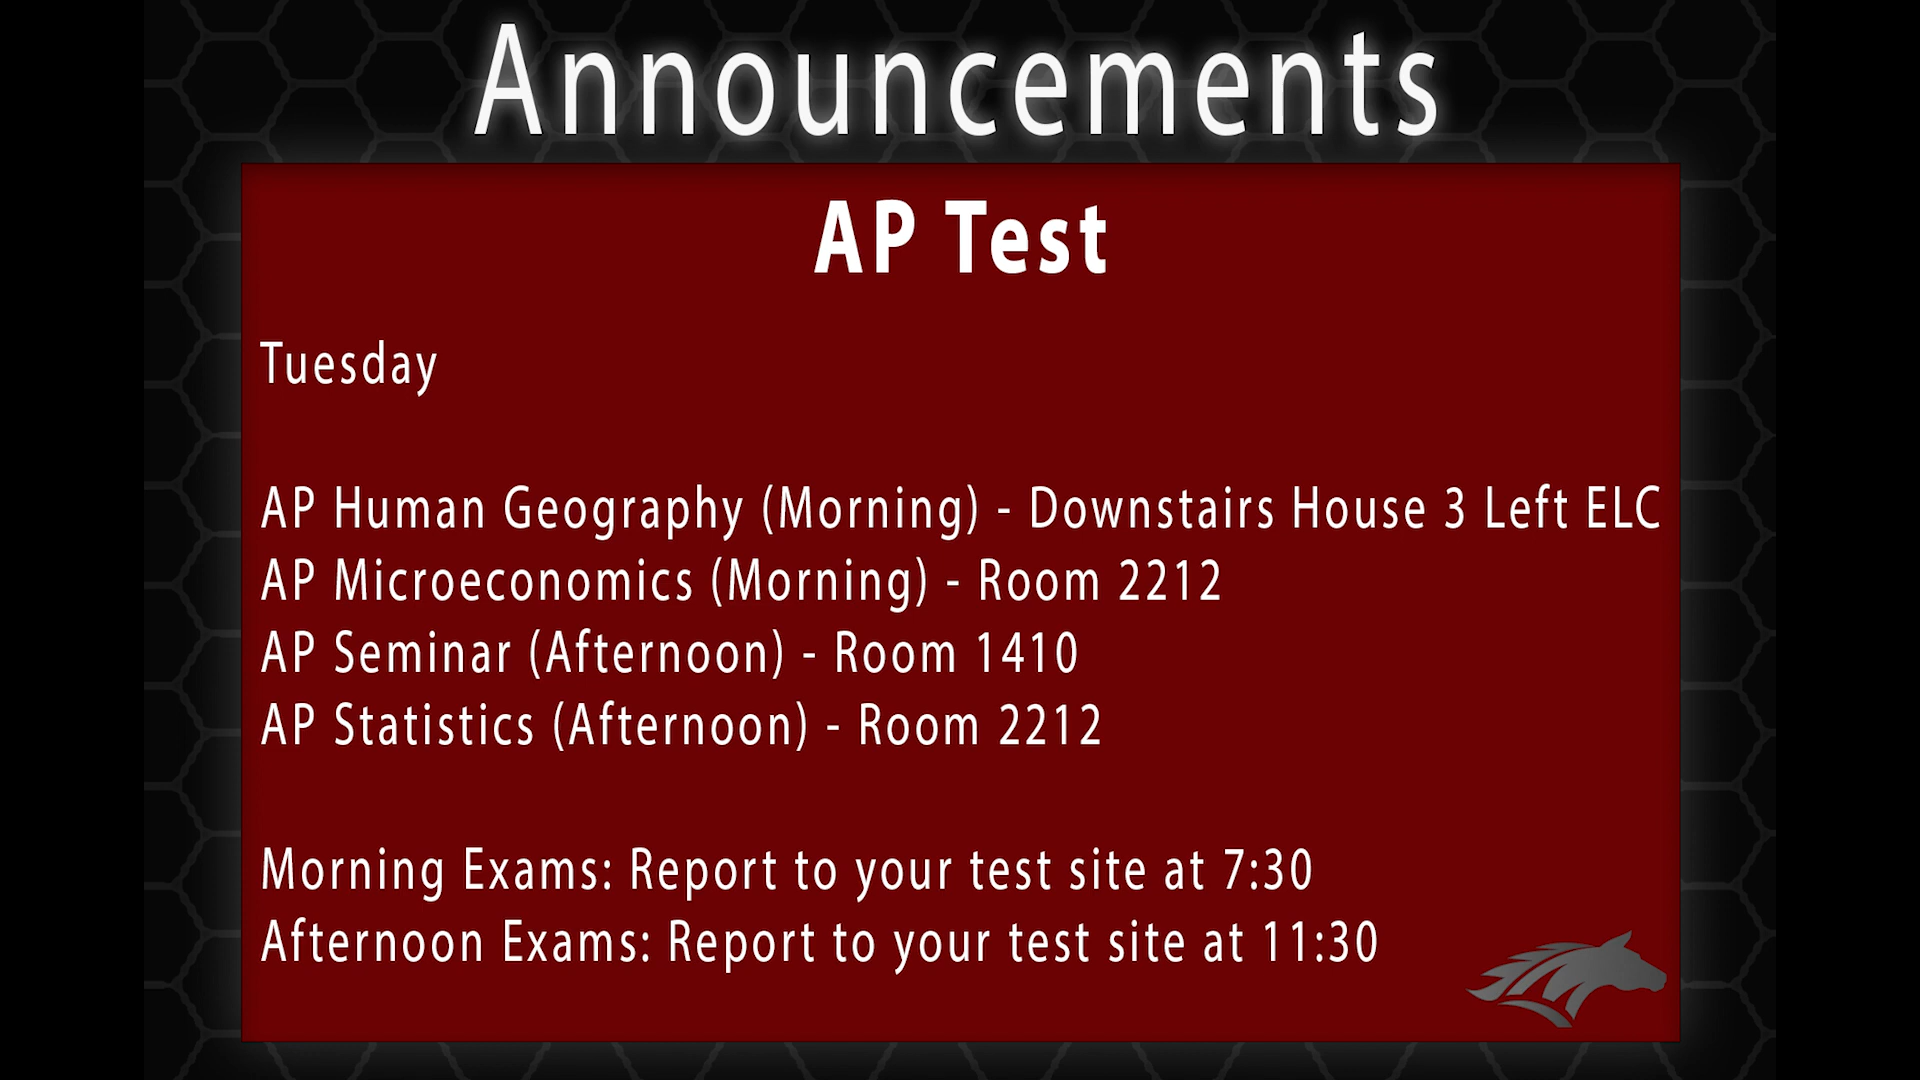 Announcements
AP Test
Tuesday
AP Human Geography (Morning) - Downstairs House 3 Left ELC
AP Microeconomics (Morning) - Room 2212
AP Seminar (Afternoon) - Room 1410
AP Statistics (Afternoon) - Room 2212
Morning Exams: Report to your test site at 7:30
Afternoon Exams: Report to your test site at 11:30